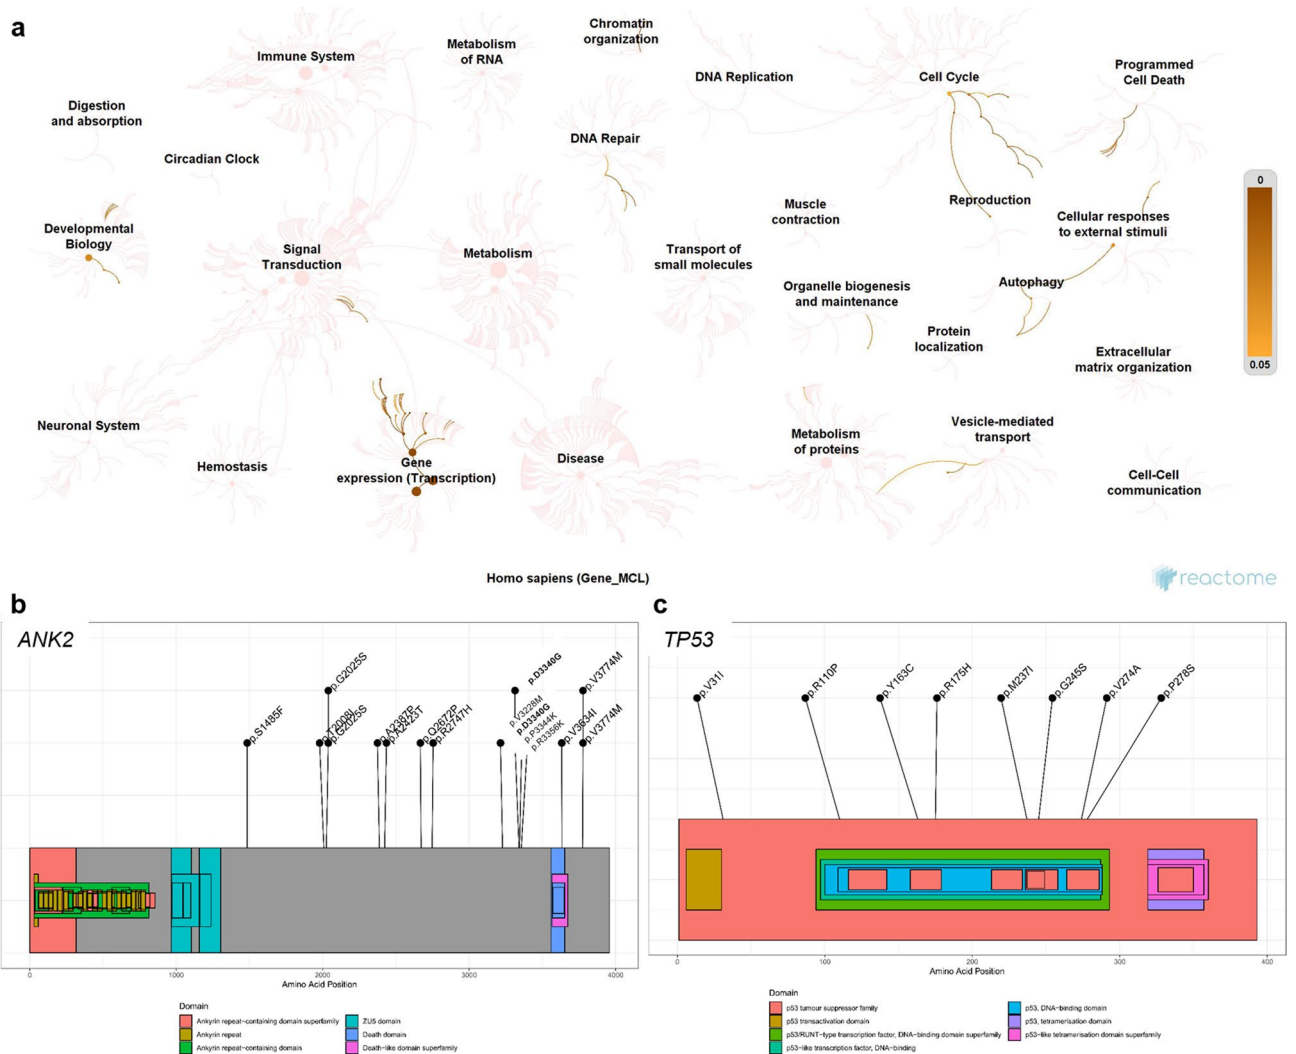 a
Immune System
Metabolism
of RNA
Chromatin
organization
DNA Replication
Cell Cycle
Programmed
Cell Death
Digestion
and absorption
Circadian Clock
DNA Repair
Developmental
Biology
Signal
Transduction
Metabolism
Transport of
small molecules
Muscle
contraction
Reproduction
Cellular responses
to external stimuli
Organelle biogenesis
and maintenance
Autophagy
Protein
localization
Extracellular
matrix organization
0
0.05
Neuronal System
Hemostasis
Gene
expression (Transcription)
Disease
Metabolism
of proteins
Vesicle-mediated
transport
Cell-Cell
communication
Homo sapiens (Gene_MCL)
reactome
b
ANK2
p.S1485F
p.G2025S
p.T2008I
p.G2025S
p.A2387P
p.A2423T
p.Q2672P
p.R2747H
p.D3340G
p.V3228M
p.D3340G
p.P3344K
p.R3356K
p.V3634I
p.V3774M
p.V3774M
0
1000
2000
3000
4000
Amino Acid Position
Domain
Ankyrin repeat-containing domain superfamily
Ankyrin repeat
Ankyrin repeat-containing domain
ZU5 domain
Death domain
Death-like domain superfamily
c
TP53
p.V31I
p.R110P
p.Y163C
p.R175H
p.M237I
p.G245S
p.V274A
p.P278S
0
100
200
300
400
Amino Acid Position
Domain
p53 tumour suppressor family
p53 transactivation domain
p53/RUNT-type transcription factor, DNA-binding domain superfamily
p53-like transcription factor, DNA-binding
p53, DNA-binding domain
p53, tetramerisation domain
p53-like tetramerisation domain superfamily